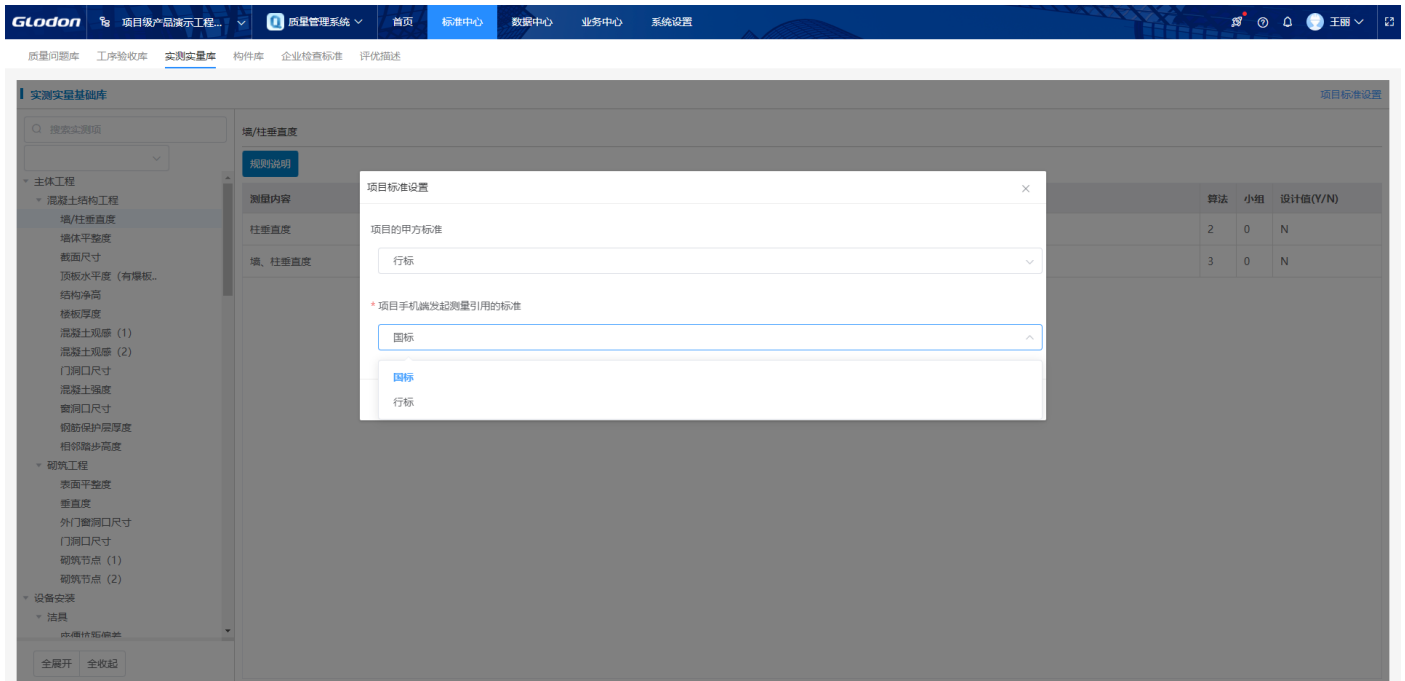 GLodon 项目级产品演示工程... 质量管理系统 首页 标准中心 数据中心 业务中心 系统设置 王丽
质量问题库 工序验收库 实测实量库 构件库 企业检查标准 评优描述
实测实量基础库 项目标准设置
搜索实测项
墙/柱垂直度
规则说明
主体工程
混凝土结构工程
墙/柱垂直度
墙体平整度
截面尺寸
顶板水平度（有爆板..
结构净高
楼板厚度
混凝土观感（1）
混凝土观感（2）
门洞口尺寸
混凝土强度
窗洞口尺寸
钢筋保护层厚度
相邻踏步高度
砌筑工程
表面平整度
垂直度
外门窗洞口尺寸
门洞口尺寸
砌筑节点（1）
砌筑节点（2）
设备安装
洁具
全展开 全收起
测量内容 算法 小组 设计值(Y/N)
柱垂直度 2 0 N
墙、柱垂直度 3 0 N
项目标准设置
项目的甲方标准
行标
* 项目手机端发起测量引用的标准
国标
国标
行标